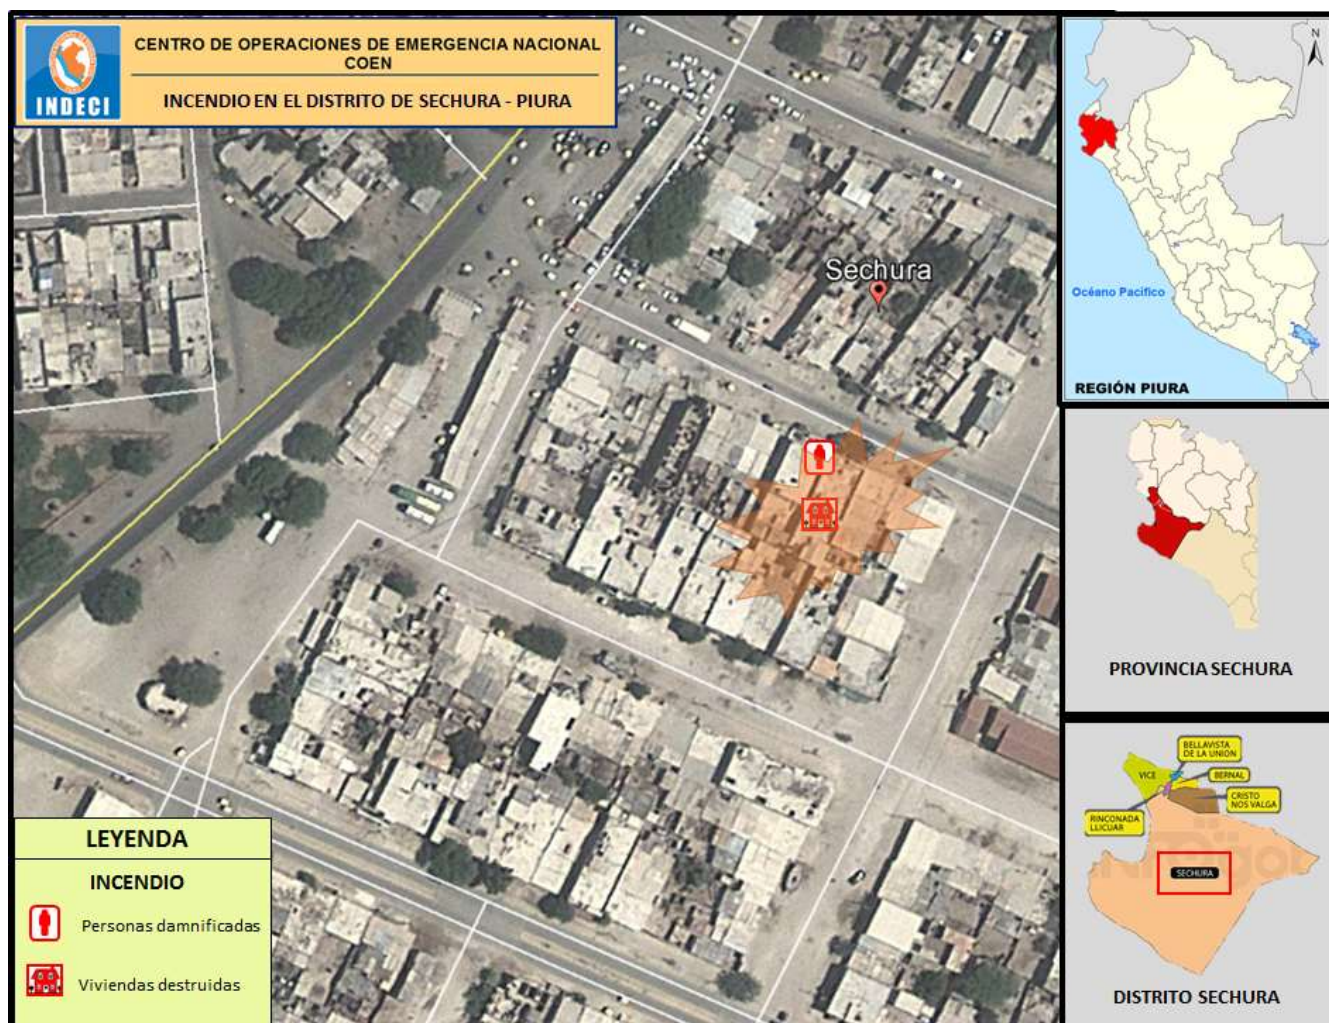 CENTRO DE OPERACIONES DE EMERGENCIA NACIONAL
COEN
INCENDIO EN EL DISTRITO DE SECHURA - PIURA
INDECI
Sechura
LEYENDA
INCENDIO
Personas damnificadas
Viviendas destruidas
N
Océano Pacífico
REGIÓN PIURA
PROVINCIA SECHURA
BELLAVISTA
DE LA UNION
VICE
BERNAL
CRISTO
NOS VALGA
RINCONADA
LLICUAR
SECHURA
DISTRITO SECHURA